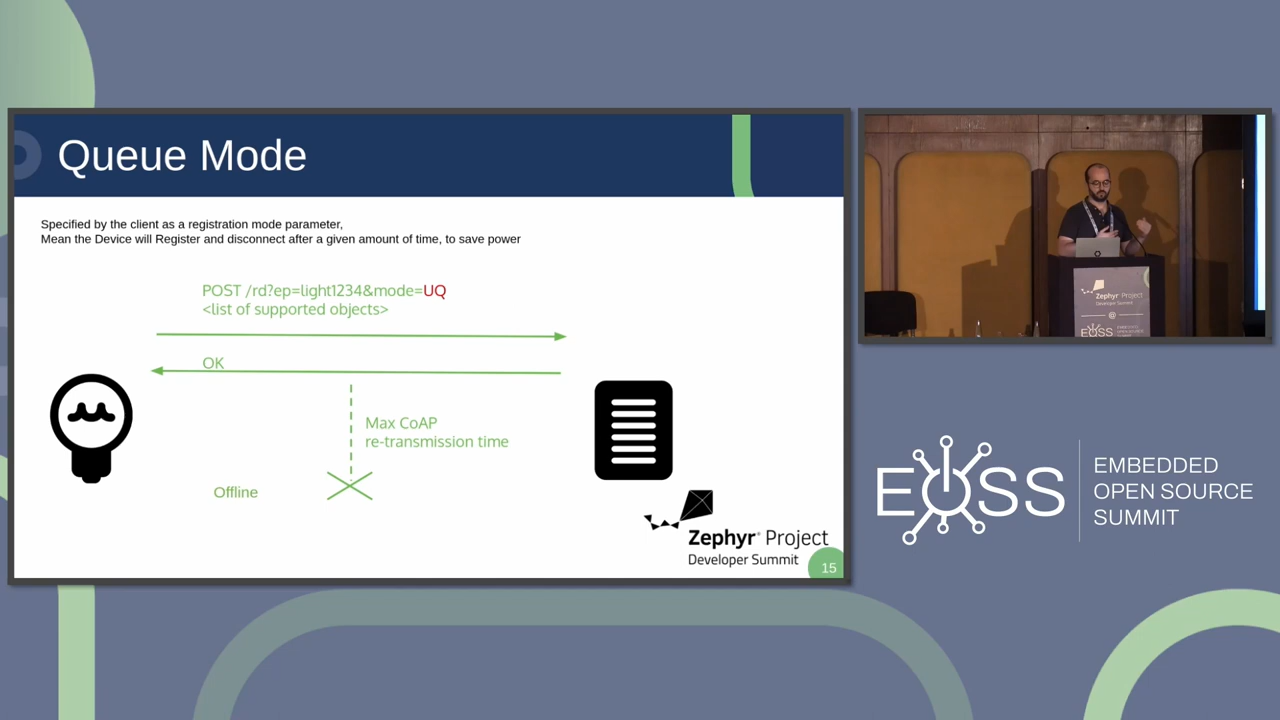 Queue Mode
Specified by the client as a registration mode parameter,
Mean the Device will Register and disconnect after a given amount of time, to save power
POST /rd?ep=light1234&mode=UQ
<list of supported objects>
OK
Max CoAP
re-transmission time
Offline
Zephyr® Project
Developer Summit
15
Zephyr Project
Developer Summit
@
EOSS
EOSS
EMBEDDED
OPEN SOURCE
SUMMIT